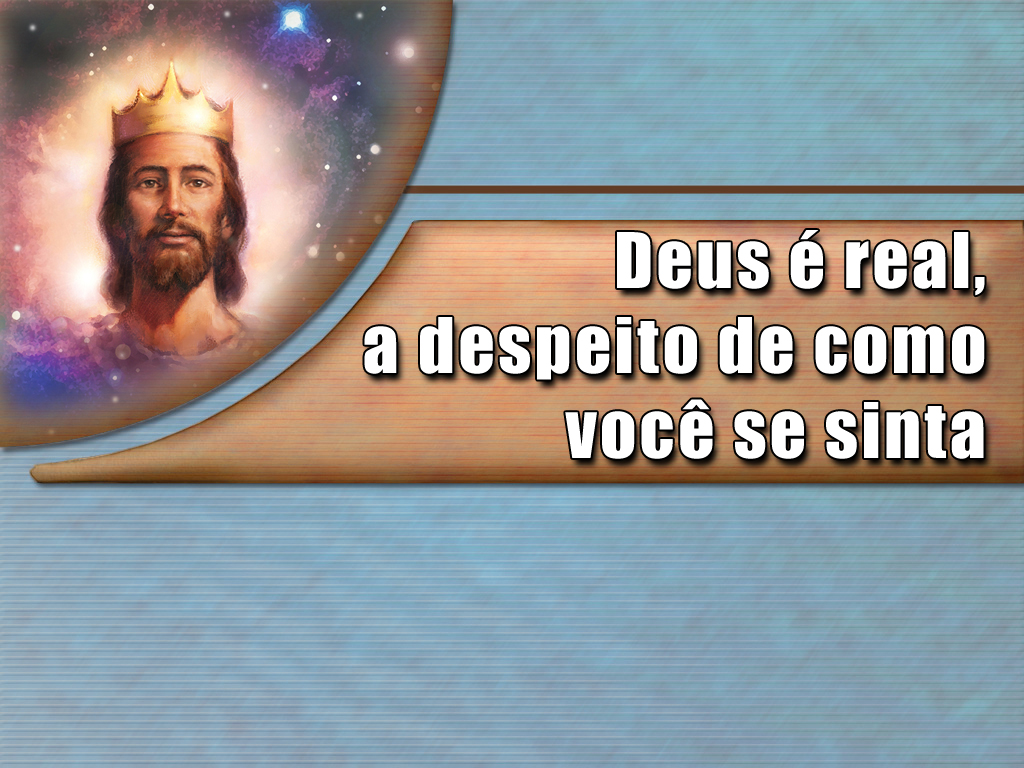 Deus é real,
a despeito de como
você se sinta